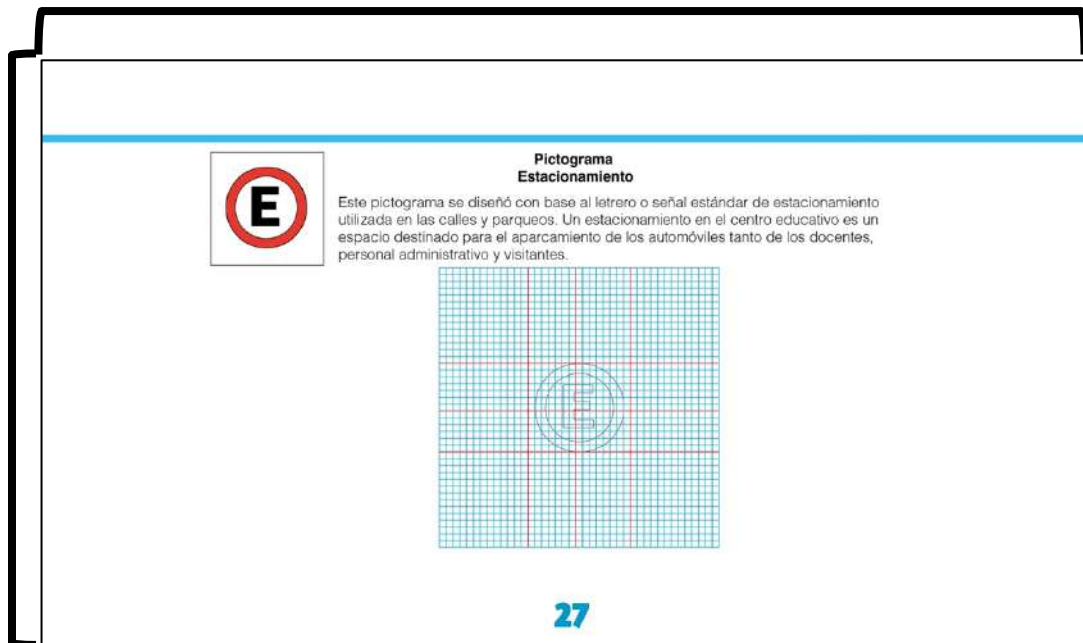 Pictograma
Estacionamiento
E
Este pictograma se diseñó con base al letrero o señal estándar de estacionamiento
utilizada en las calles y parqueos. Un estacionamiento en el centro educativo es un
espacio destinado para el aparcamiento de los automóviles tanto de los docentes,
personal administrativo y visitantes.
E
27